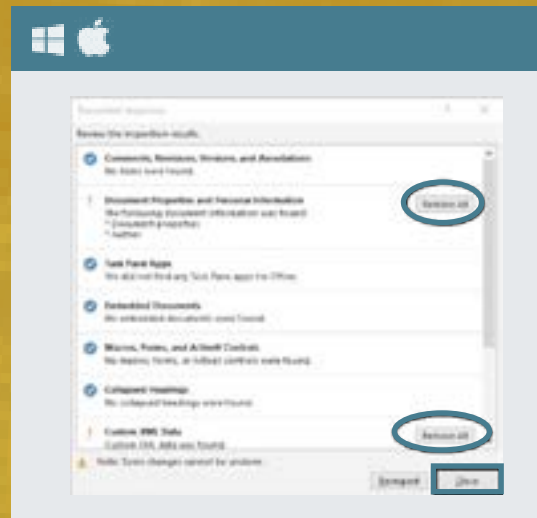 Document Inspector
Review the inspection results.
Comments, Revisions, Versions, and Annotations
No items were found.
Document Properties and Personal Information
The following document information was found:
* Document properties
* Author
Remove All
Task Pane Apps
We did not find any Task Pane apps for Office.
Embedded Documents
No embedded documents were found.
Macros, Forms, and ActiveX Controls
No macros, forms, or ActiveX controls were found.
Collapsed Headings
No collapsed headings were found.
Custom XML Data
Custom XML data was found.
Remove All
Note: Some changes cannot be undone.
Reinspect
Close